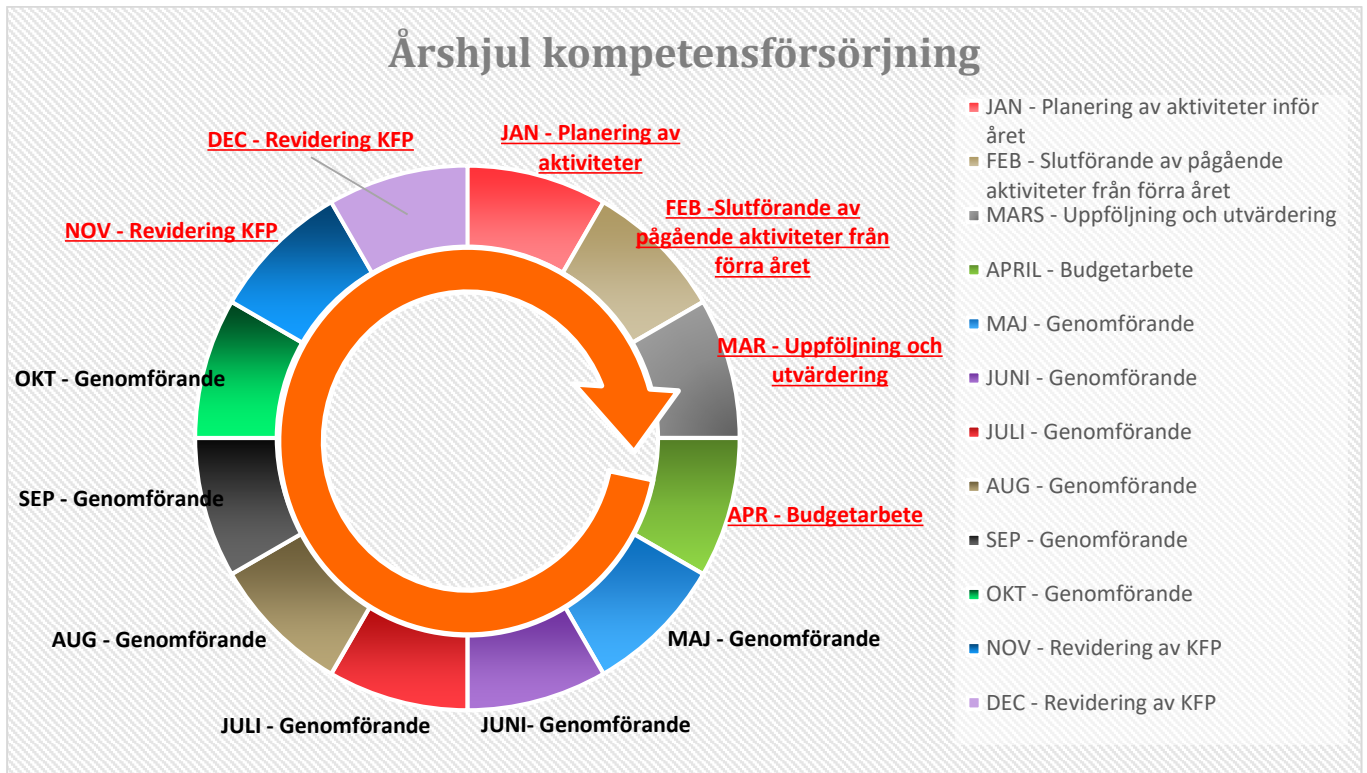 Årshjul kompetensförsörjning
DEC - Revidering KFP
JAN - Planering av
aktiviteter
FEB -Slutförande av
pågående aktiviteter från
förra året
NOV - Revidering KFP
MAR - Uppföljning och
utvärdering
OKT - Genomförande
SEP - Genomförande
APR - Budgetarbete
AUG - Genomförande
MAJ - Genomförande
JULI - Genomförande
JUNI- Genomförande
JAN - Planering av aktiviteter inför
året
FEB - Slutförande av pågående
aktiviteter från förra året
MARS - Uppföljning och utvärdering
APRIL - Budgetarbete
MAJ - Genomförande
JUNI - Genomförande
JULI - Genomförande
AUG - Genomförande
SEP - Genomförande
OKT - Genomförande
NOV - Revidering av KFP
DEC - Revidering av KFP